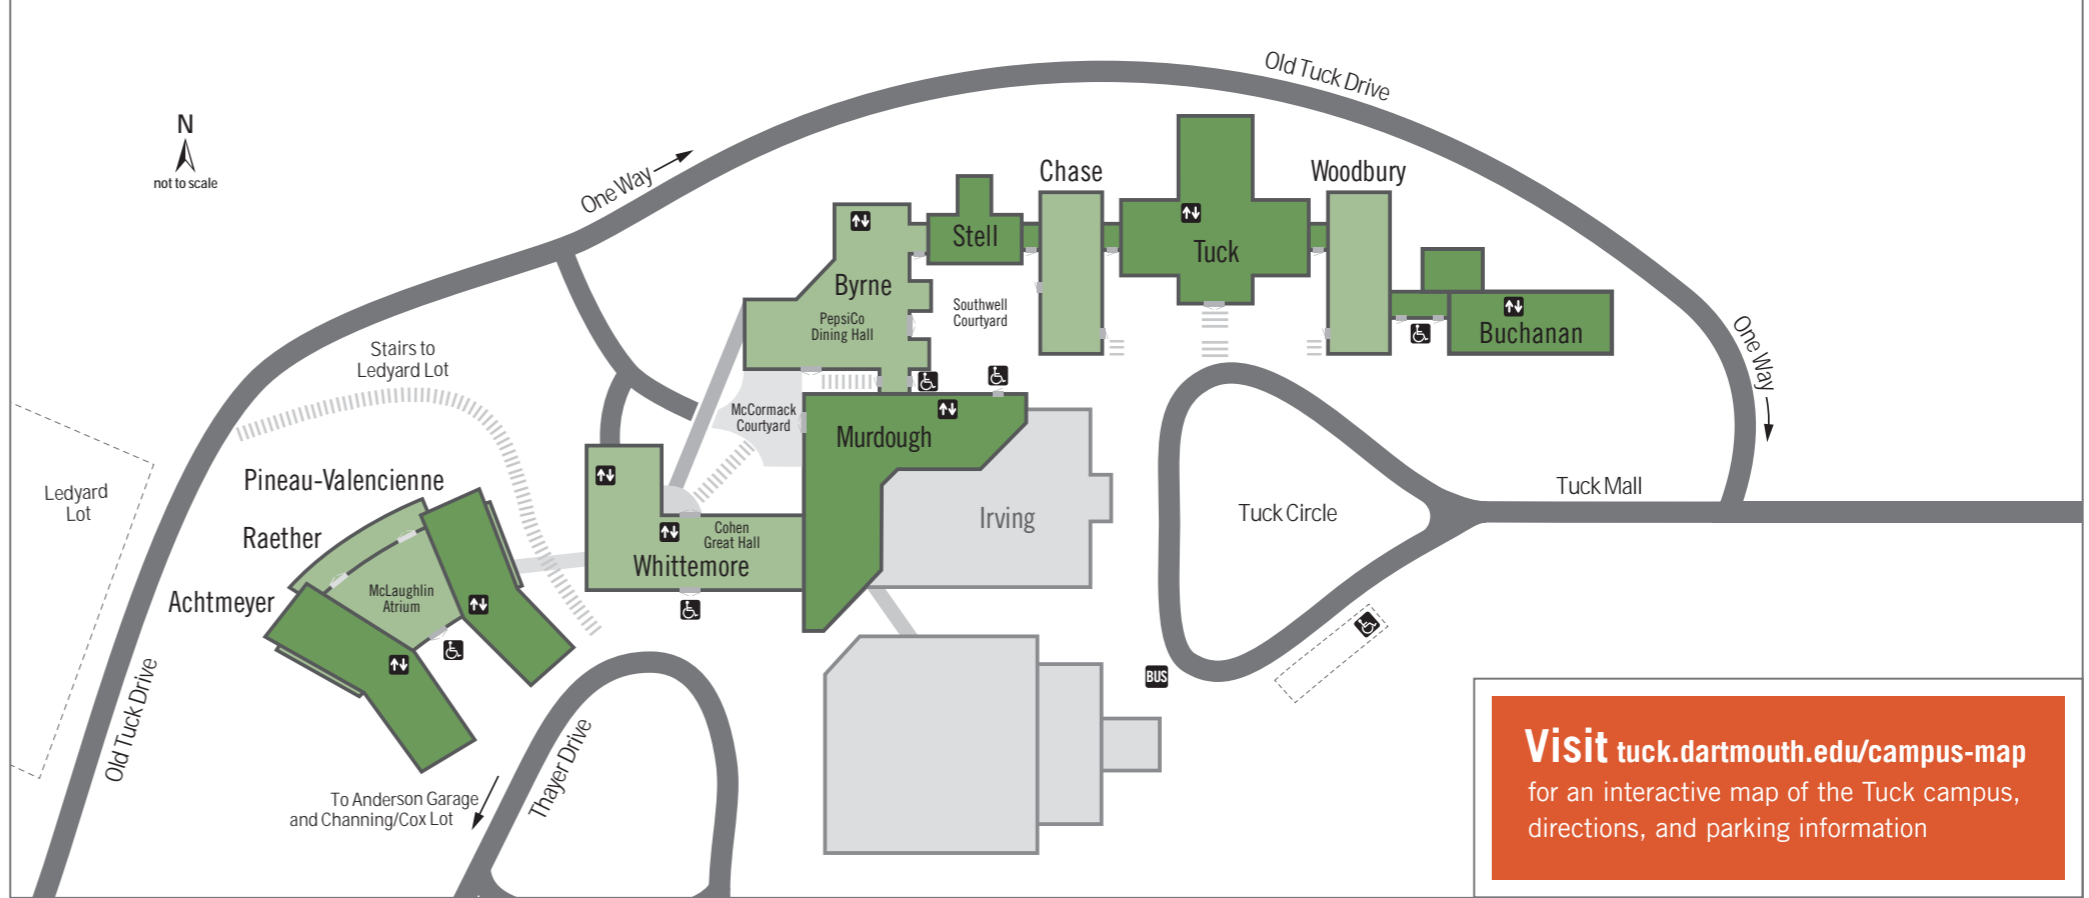 Old Tuck Drive
N
not to scale
One Way
Chase
Woodbury
Stell
Tuck
Byrne
PepsiCo
Dining Hall
Southwell
Courtyard
Buchanan
One Way
Stairs to
Ledyard Lot
McCormack
Courtyard
Murdough
Ledyard
Lot
Pineau-Valencienne
Raether
Achtmeyer
McLaughlin
Atrium
Cohen
Great Hall
Whittemore
Irving
Tuck Circle
Tuck Mall
BUS
Old Tuck Drive
Thayer Drive
To Anderson Garage
and Channing/Cox Lot
Visit tuck.dartmouth.edu/campus-map
for an interactive map of the Tuck campus,
directions, and parking information